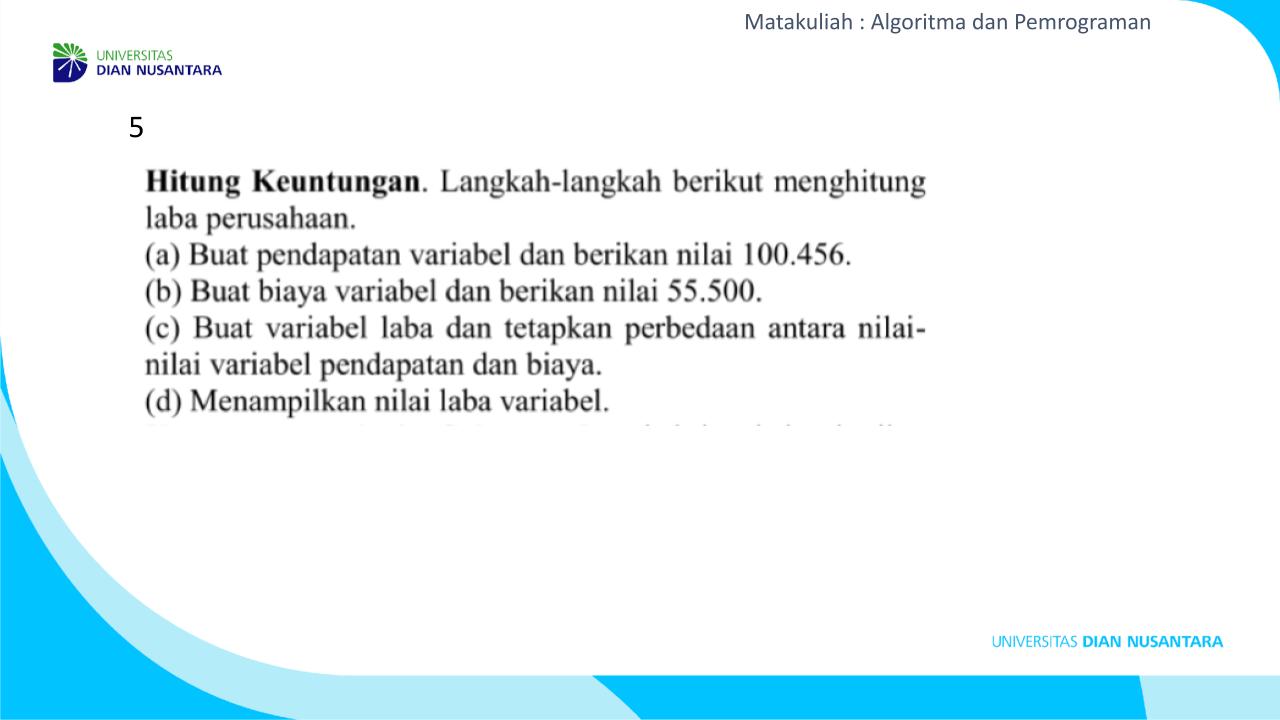 Matakuliah : Algoritma dan Pemrograman
UNIVERSITAS
DIAN NUSANTARA
5
Hitung Keuntungan. Langkah-langkah berikut menghitung
laba perusahaan.
(a) Buat pendapatan variabel dan berikan nilai 100.456.
(b) Buat biaya variabel dan berikan nilai 55.500.
(c) Buat variabel laba dan tetapkan perbedaan antara nilai-
nilai variabel pendapatan dan biaya.
(d) Menampilkan nilai laba variabel.
UNIVERSITAS DIAN NUSANTARA